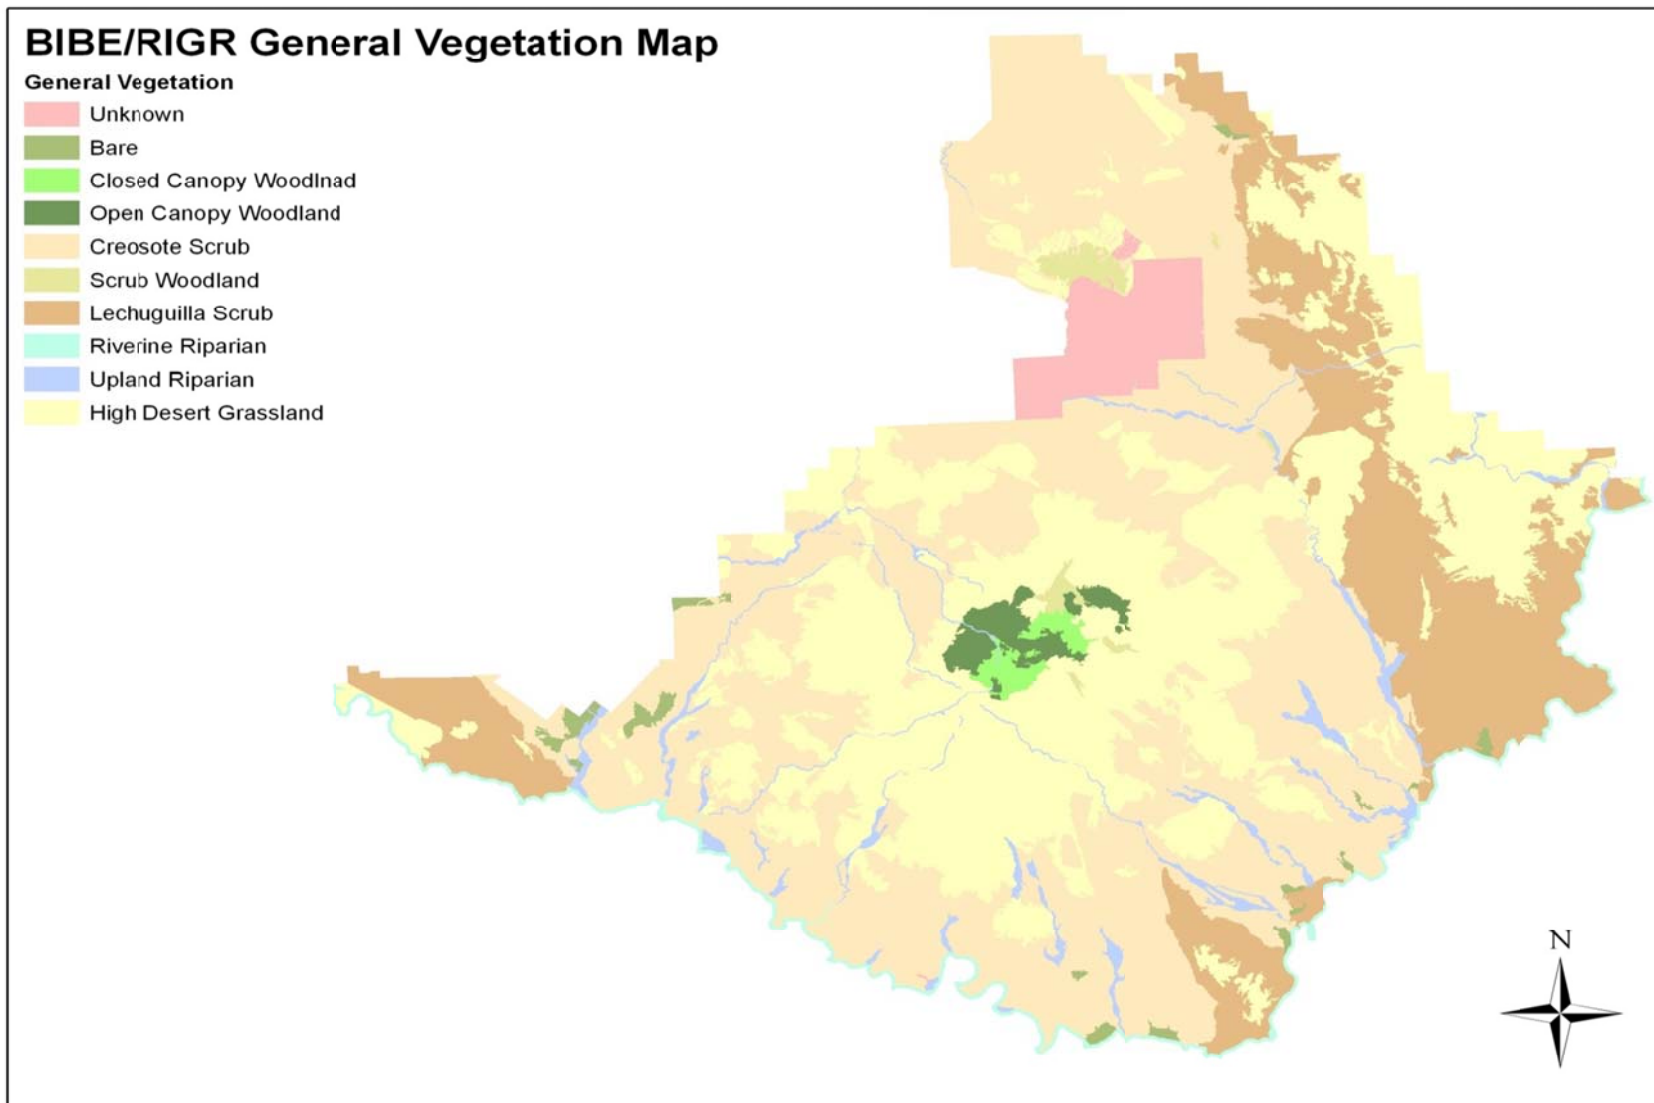 BIBE/RIGR General Vegetation Map
General Vegetation
Unknown
Bare
Closed Canopy Woodlnad
Open Canopy Woodland
Creosote Scrub
Scrub Woodland
Lechuguilla Scrub
Riverine Riparian
Upland Riparian
High Desert Grassland
N